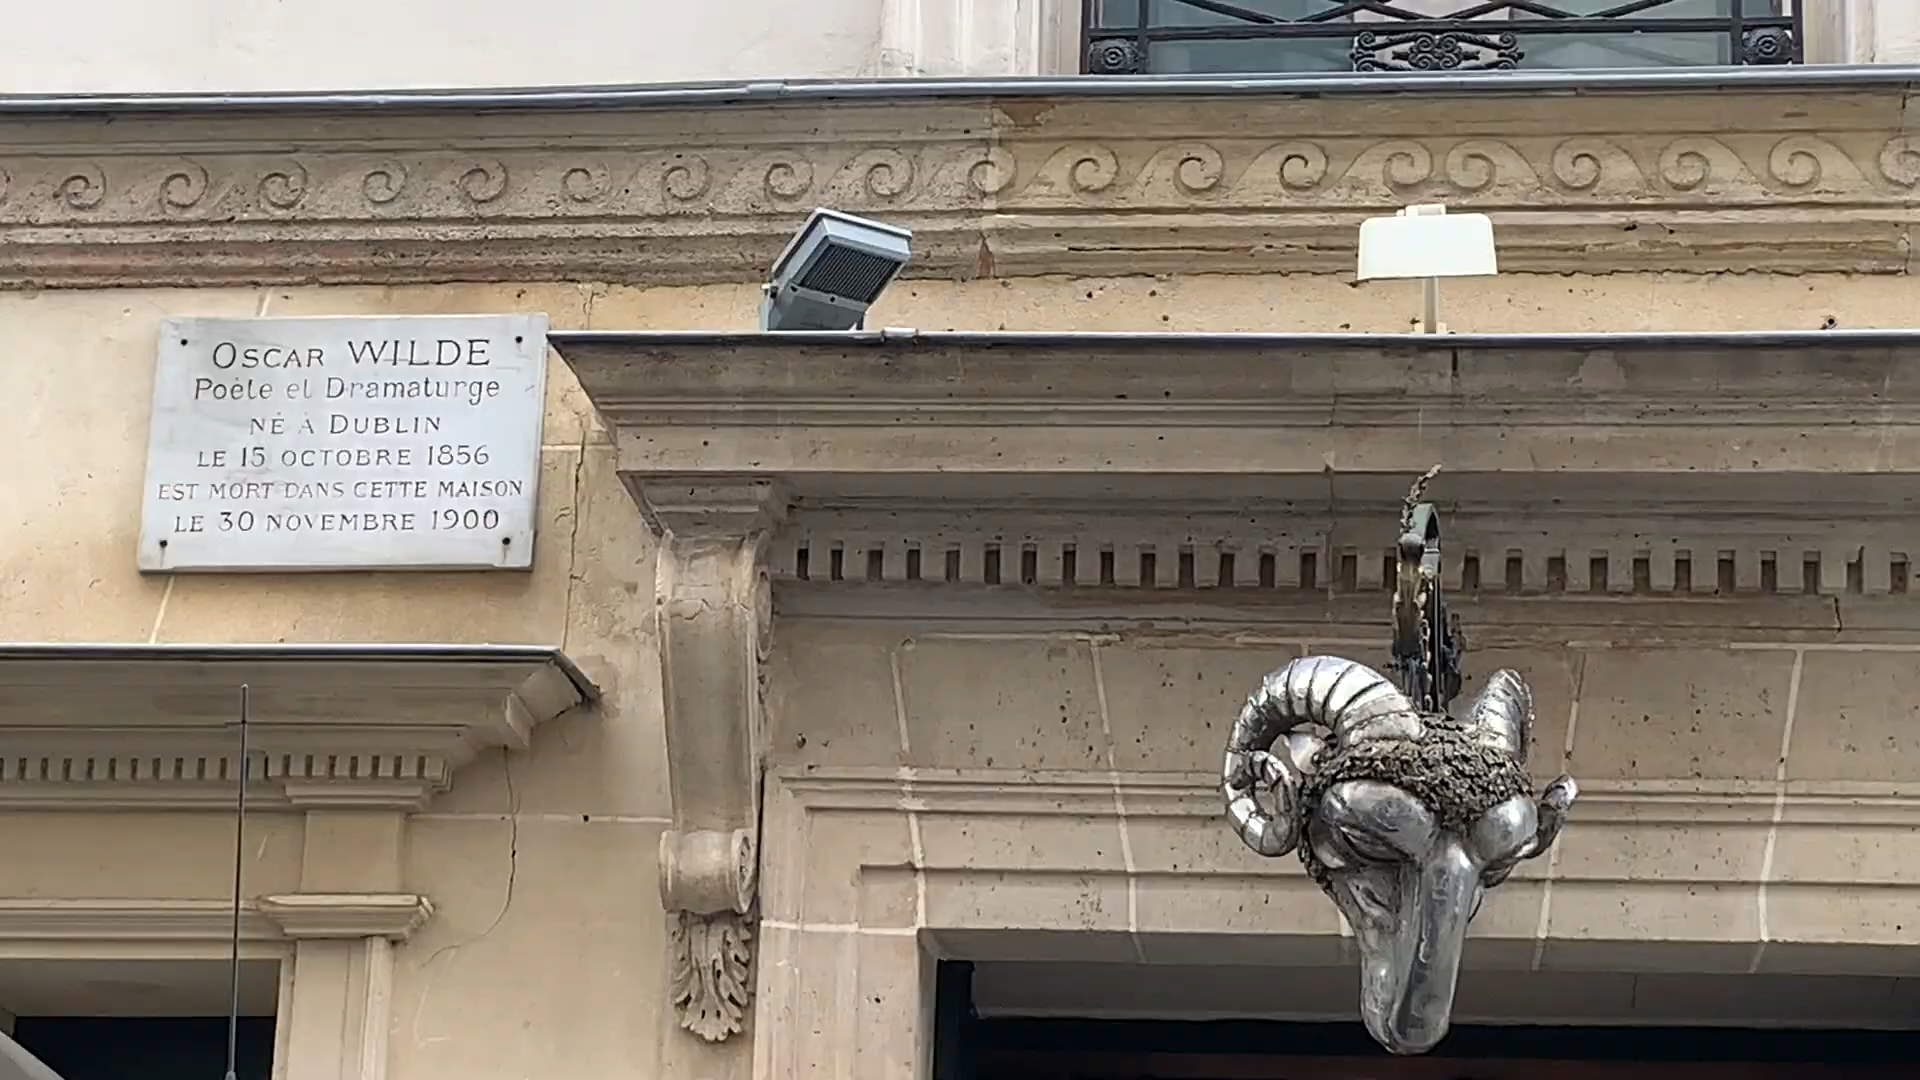 OSCAR WILDE
Poète et Dramaturge
NÉ À DUBLIN
LE 15 OCTOBRE 1856
EST MORT DANS CETTE MAISON
LE 30 NOVEMBRE 1900